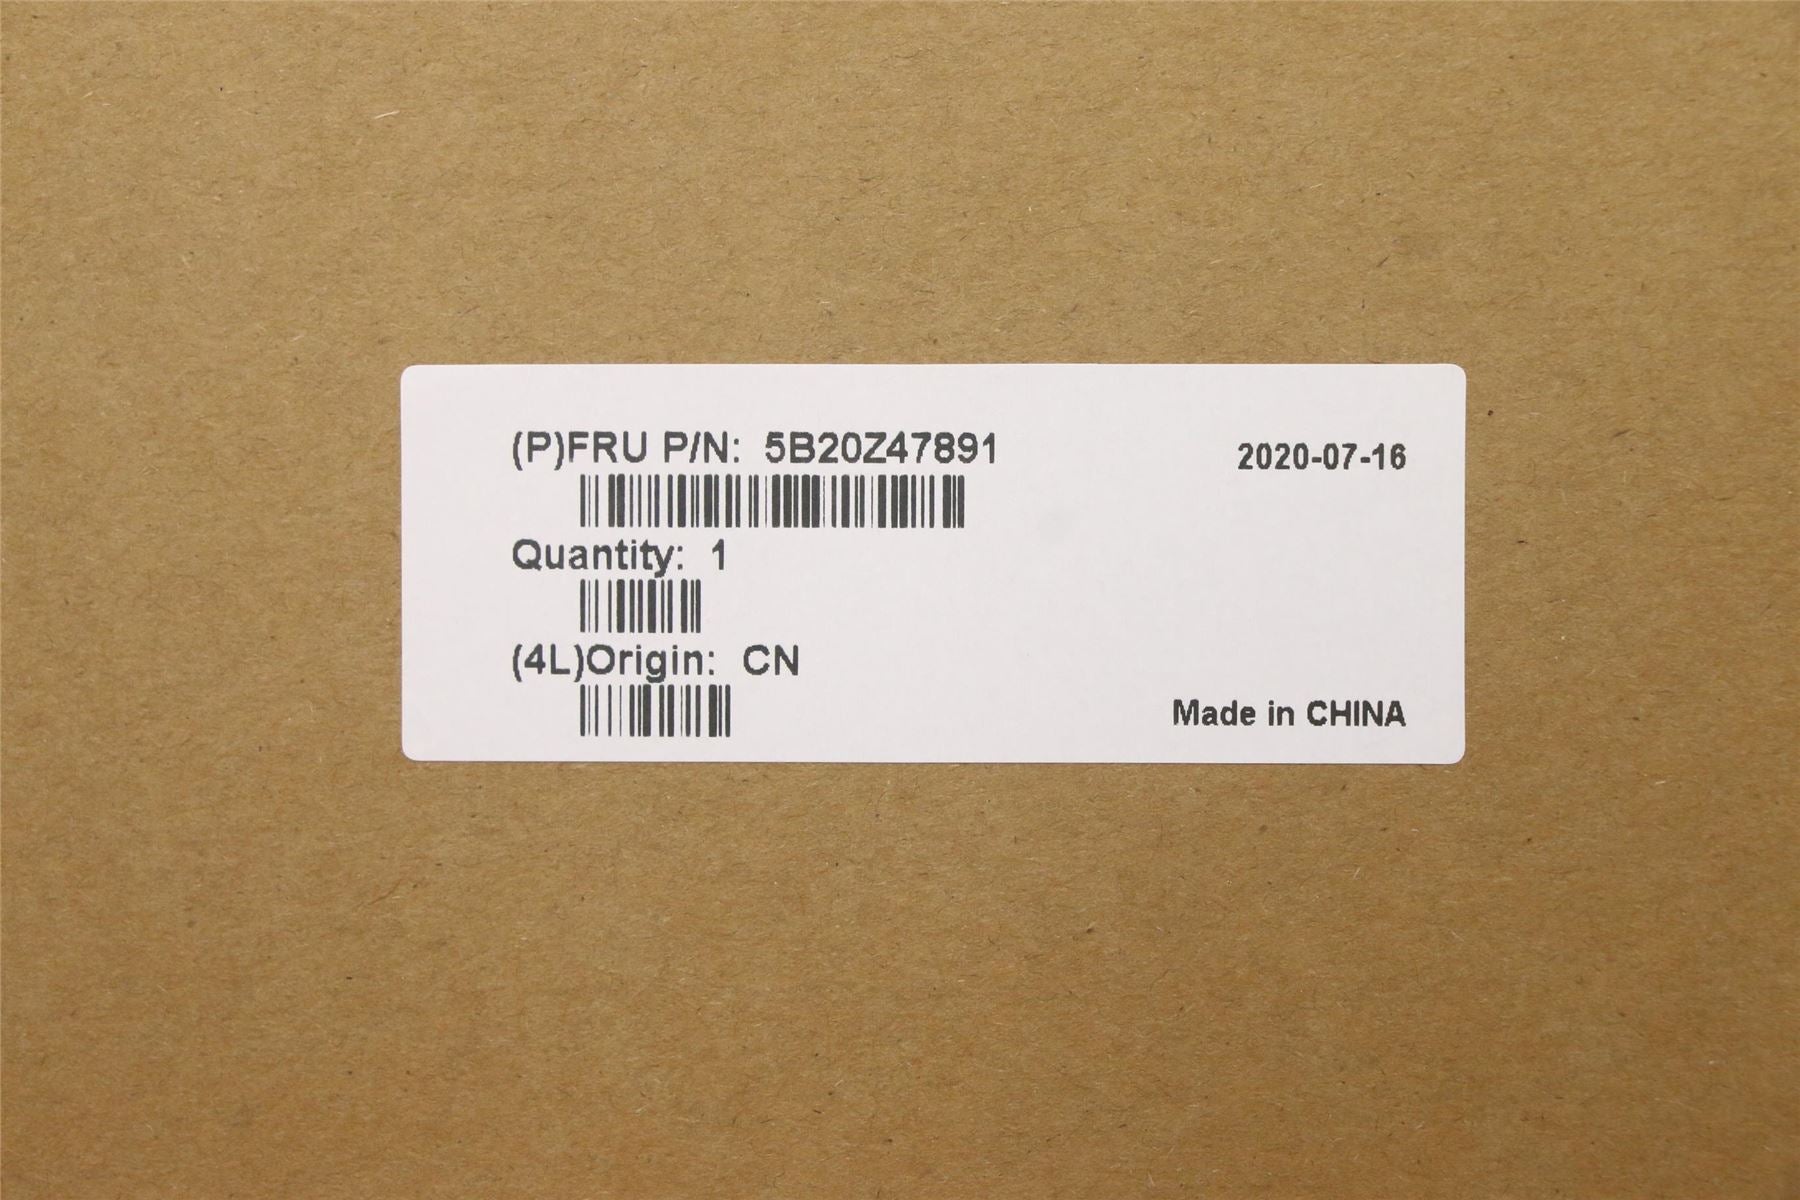 (P)FRU P/N: 5B20Z47891
2020-07-16
Quantity: 1
(4L)Origin: CN
Made in CHINA